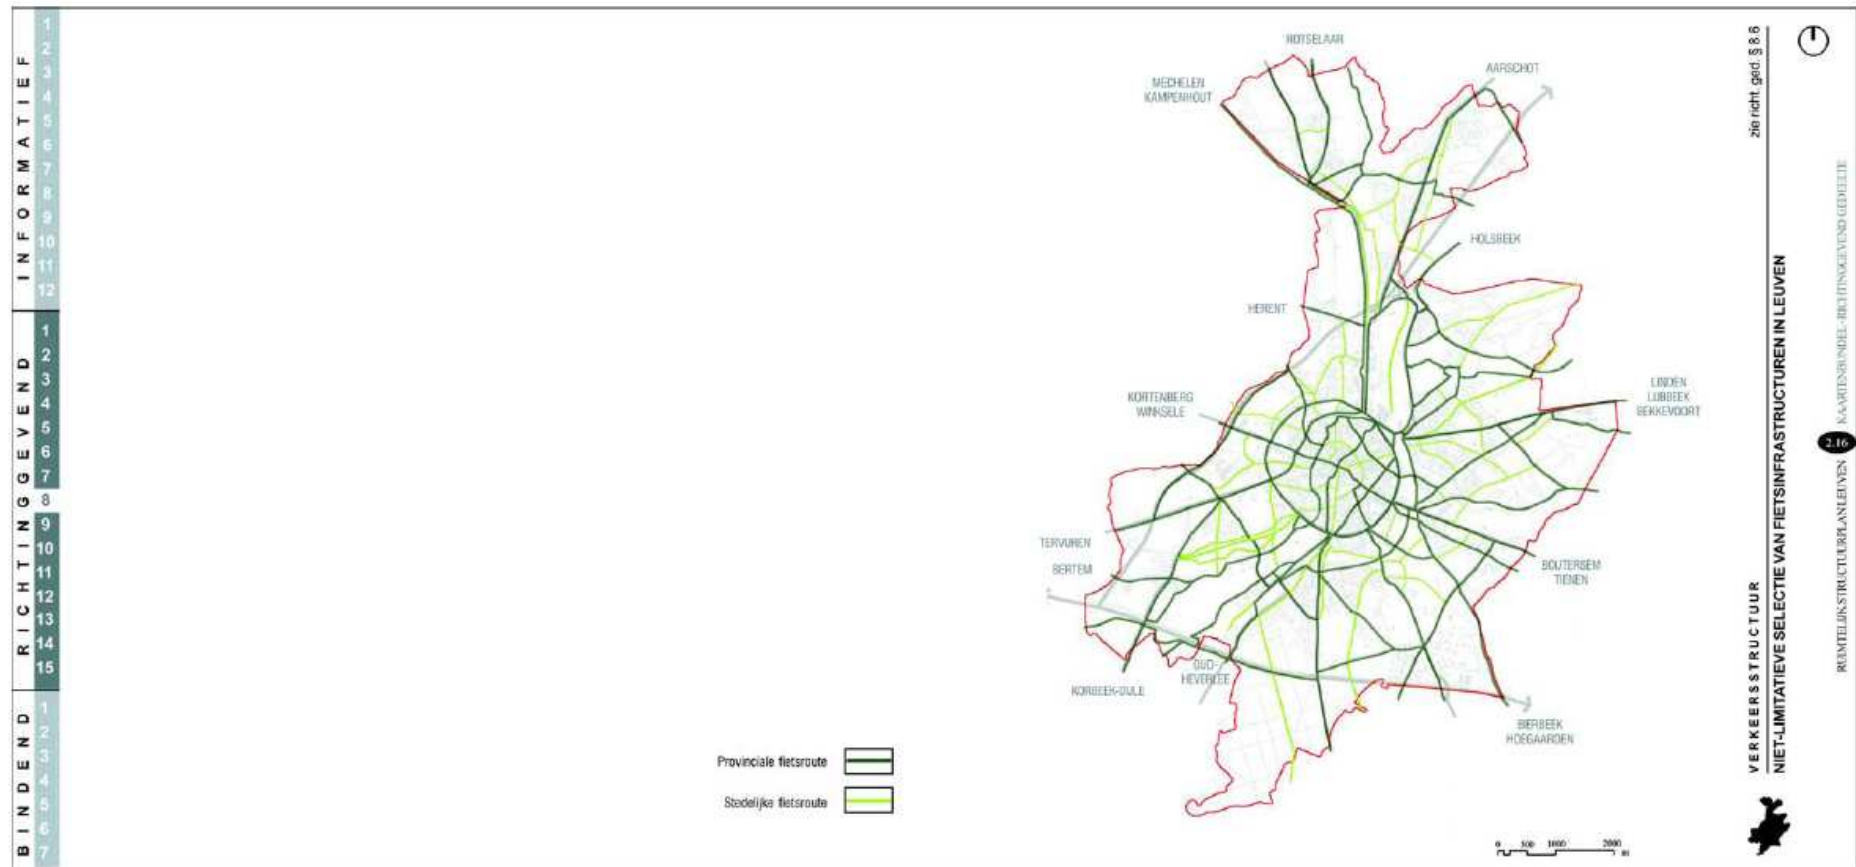 INFORMATIEF
1
2
3
4
5
6
7
8
9
10
11
12
RICHTINGGEVEND
1
2
3
4
5
6
7
8
9
10
11
12
13
14
15
BINDEND
1
2
3
4
5
6
7
ROTSELAAR
MECHELEN
KAMPENHOUT
AARSCHOT
HOLSBEEK
HERENT
KORTENBERG
WINKSELE
LINDEN
LUBBEEK
BEKKEVOORT
TERVUREN
BERTEM
BOUTERSEM
TIENEN
OUD-
HEVERLEE
KORBEEK-DIJLE
BIERBEEK
HOEGAARDEN
Provinciale fietsroute
Stedelijke fietsroute
0 500 1000 2000
m
zie richt. ged. § 8.6
VERKEERSSTRUCTUUR
NIET-LIMITATIEVE SELECTIE VAN FIETSINFRASTRUCTUREN IN LEUVEN
RUIMTELIJK STRUCTUURPLAN LEUVEN 2.16 KAARTENBUNDEL - RICHTINGGEVEND GEDEELTE